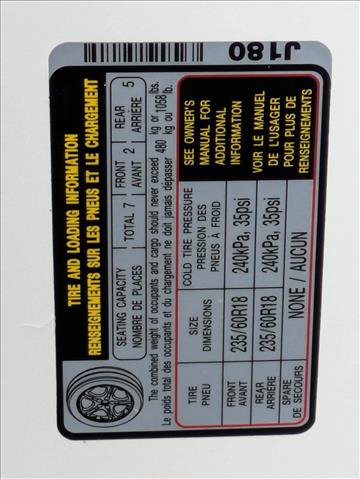 TIRE AND LOADING INFORMATION
RENSEIGNEMENTS SUR LES PNEUS ET LE CHARGEMENT
SEATING CAPACITY
NOMBRE DE PLACES
TOTAL 7
FRONT
AVANT
2
REAR
ARRIÈRE
5
The combined weight of occupants and cargo should never exceed 480 kg or 1058 lbs.
Le poids total des occupants et du chargement ne doit jamais dépasser 480 kg ou lb.
TIRE
PNEU
SIZE
DIMENSIONS
COLD TIRE PRESSURE
PRESSION DES
PNEUS À FROID
FRONT
AVANT
235/60R18
240kPa, 35psi
REAR
ARRIÈRE
235/60R18
240kPa, 35psi
SPARE
DE SECOURS
NONE / AUCUN
SEE OWNER'S
MANUAL FOR
ADDITIONAL
INFORMATION
VOIR LE MANUEL
DE L'USAGER
POUR PLUS DE
RENSEIGNEMENTS
J180